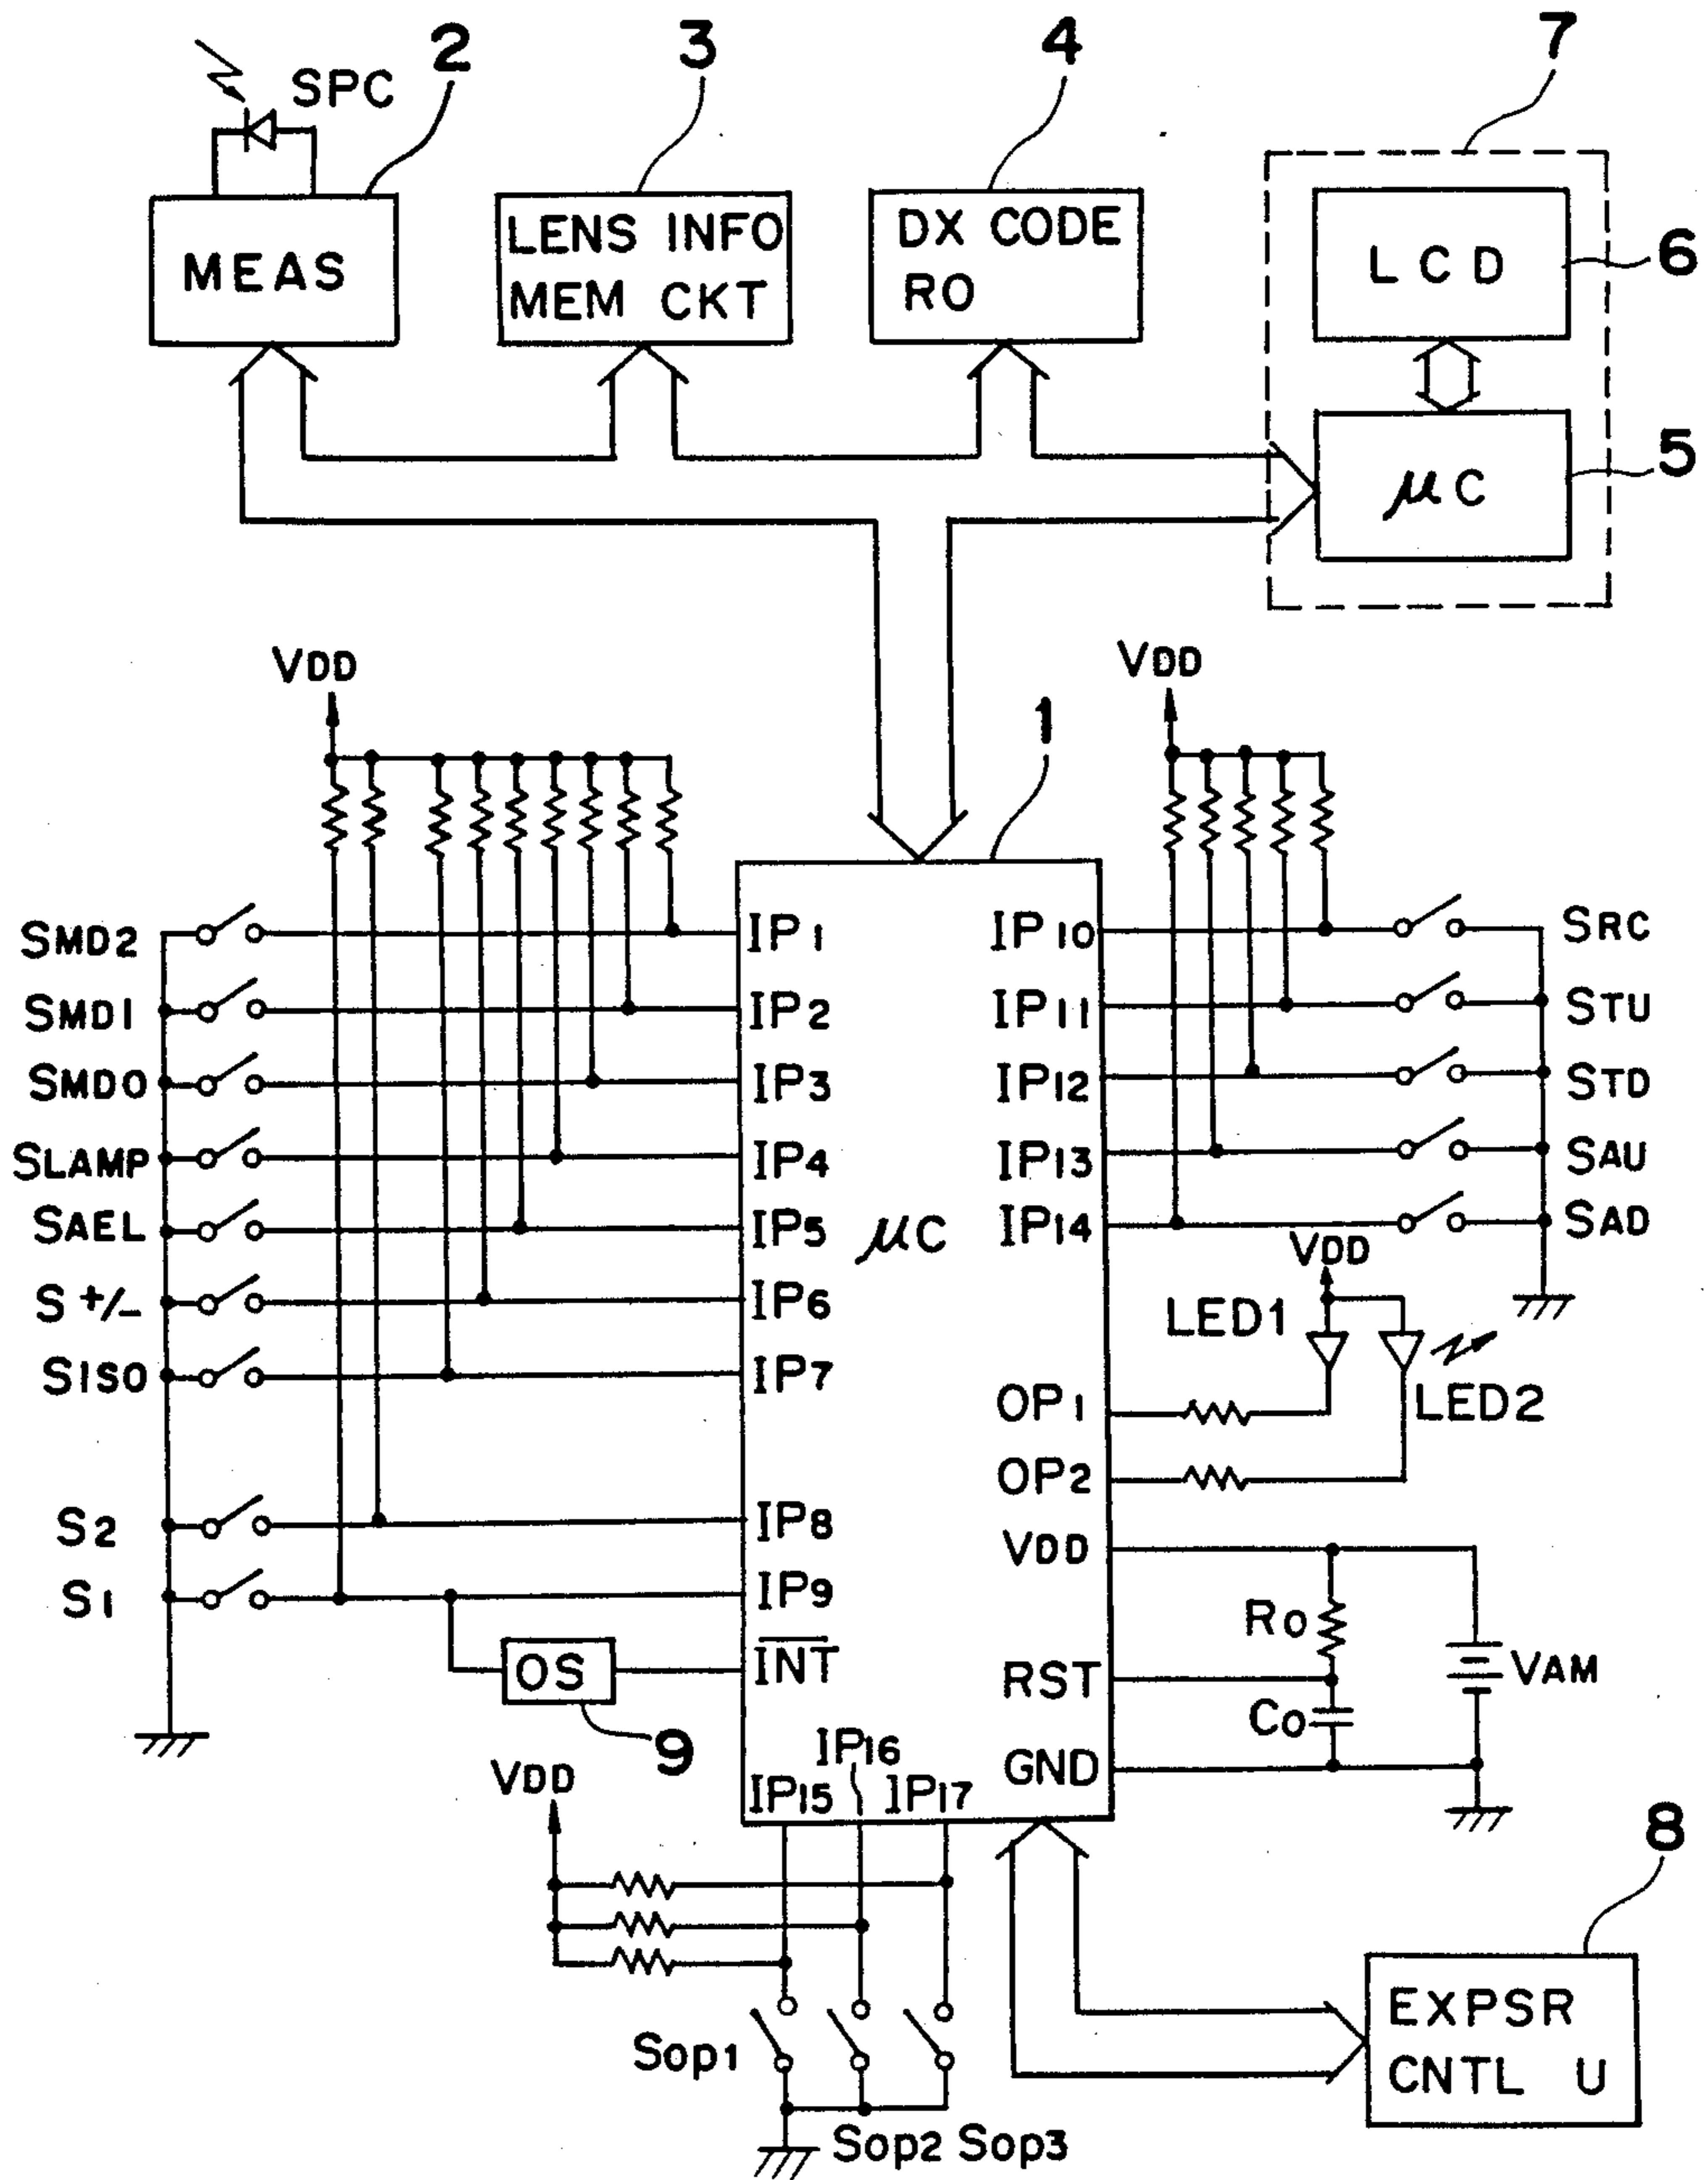 2
3
4
7
SPC
MEAS
LENS INFO
MEM CKT
DX CODE
RO
LCD
6
μC
5
VDD
VDD
1
SMD2
IP1
IP10
SRC
SMD1
IP2
IP11
STU
SMD0
IP3
IP12
STD
SLAMP
IP4
IP13
SAU
SAEL
IP5
μC
IP14
SAD
VDD
S+/-
IP6
LED1
SISO
IP7
OP1
LED2
OP2
S2
IP8
VDD
S1
IP9
Ro
INT
RST
VAM
OS
9
Co
IP16
GND
VDD
IP15
IP17
8
Sop1
EXPSR
CNTL U
Sop2 Sop3